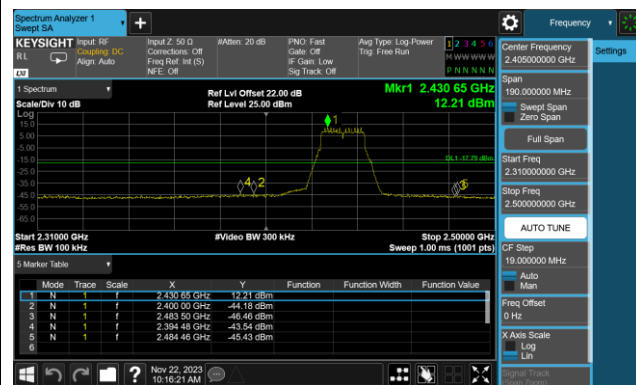 Spectrum Analyzer 1
Swept SA
Frequency
KEYSIGHT
RL
LXI
Input: RF
Coupling: DC
Align: Auto
Input Z: 50 Ω
Corrections: Off
Freq Ref: Int (S)
NFE: Off
#Atten: 20 dB
PNO: Fast
Gate: Off
IF Gain: Low
Sig Track: Off
Avg Type: Log-Power
Trig: Free Run
1 2 3 4 5 6
M W W W W W
P N N N N N
Center Frequency
2.405000000 GHz
Settings
Span
190.000000 MHz
Swept Span
Zero Span
Full Span
Start Freq
2.310000000 GHz
Stop Freq
2.500000000 GHz
AUTO TUNE
CF Step
19.000000 MHz
Auto
Man
Freq Offset
0 Hz
X Axis Scale
Log
Lin
Signal Track
(Span Zoom)
1 Spectrum
Scale/Div 10 dB
Ref Lvl Offset 22.00 dB
Ref Level 25.00 dBm
Mkr1 2.430 65 GHz
12.21 dBm
Log
15.0
5.00
-5.00
-15.0
-25.0
-35.0
-45.0
-55.0
-65.0
1
DL1 -17.79 dBm
4 2
Start 2.31000 GHz
#Res BW 100 kHz
#Video BW 300 kHz
Stop 2.50000 GHz
Sweep 1.00 ms (1001 pts)
5 Marker Table
Mode Trace Scale X Y Function Function Width Function Value
1 N 1 f 2.430 65 GHz 12.21 dBm
2 N 1 f 2.400 00 GHz -44.18 dBm
3 N 1 f 2.483 50 GHz -46.46 dBm
4 N 1 f 2.394 48 GHz -43.54 dBm
5 N 1 f 2.484 46 GHz -45.43 dBm
6
?
Nov 22, 2023
10:16:21 AM